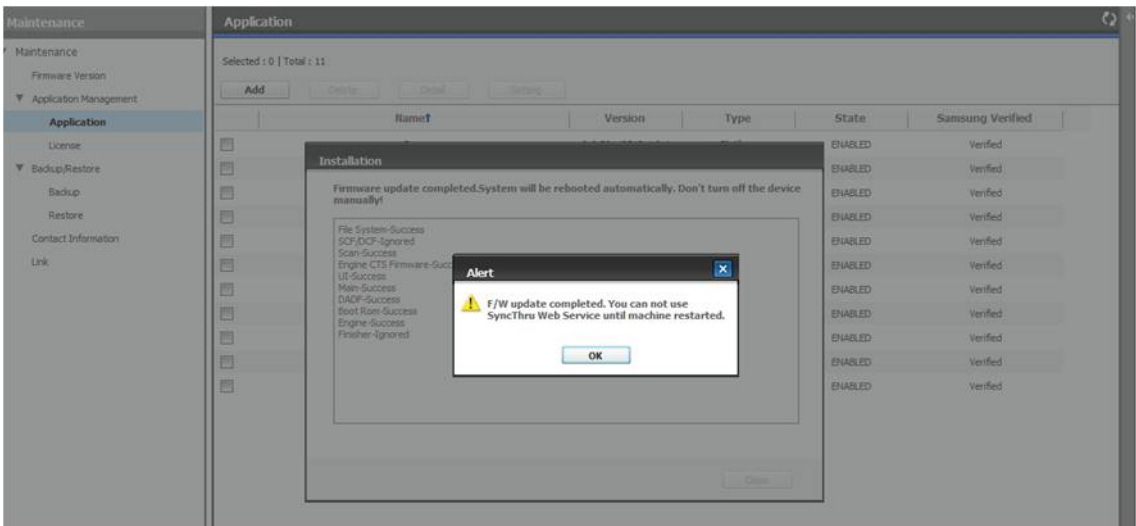 Maintenance
Application
Maintenance
Firmware Version
Application Management
Application
License
Backup/Restore
Backup
Restore
Contact Information
Link
Selected : 0 | Total : 11
Add Delete Detail Setting
Name Version Type State Samsung Verified
ENABLED Verified
ENABLED Verified
ENABLED Verified
ENABLED Verified
ENABLED Verified
ENABLED Verified
ENABLED Verified
ENABLED Verified
ENABLED Verified
ENABLED Verified
ENABLED Verified
Installation
Firmware update completed.System will be rebooted automatically. Don't turn off the device
manually!
File System-Success
SCF/DCF-Ignored
Scan-Success
Engine CTS Firmware-Succ
UI-Success
Main-Success
DADF-Success
Boot Rom-Success
Engine-Success
Finisher-Ignored
Close
Alert
F/W update completed. You can not use
SyncThru Web Service until machine restarted.
OK